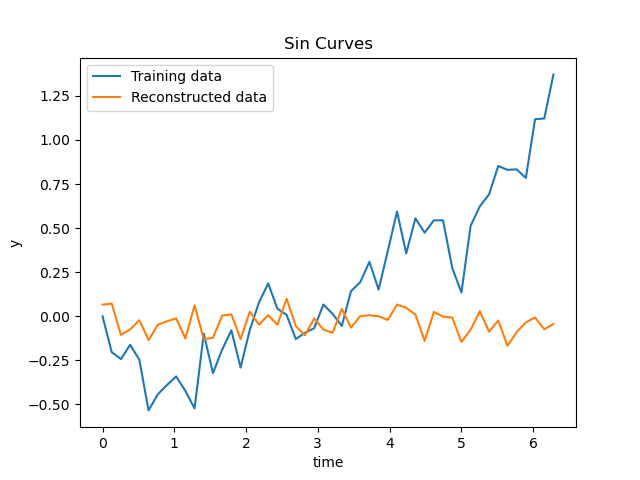 Sin Curves
Training data
Reconstructed data
1.25
1.00
0.75
0.50
0.25
0.00
−0.25
−0.50
y
0 1 2 3 4 5 6
time